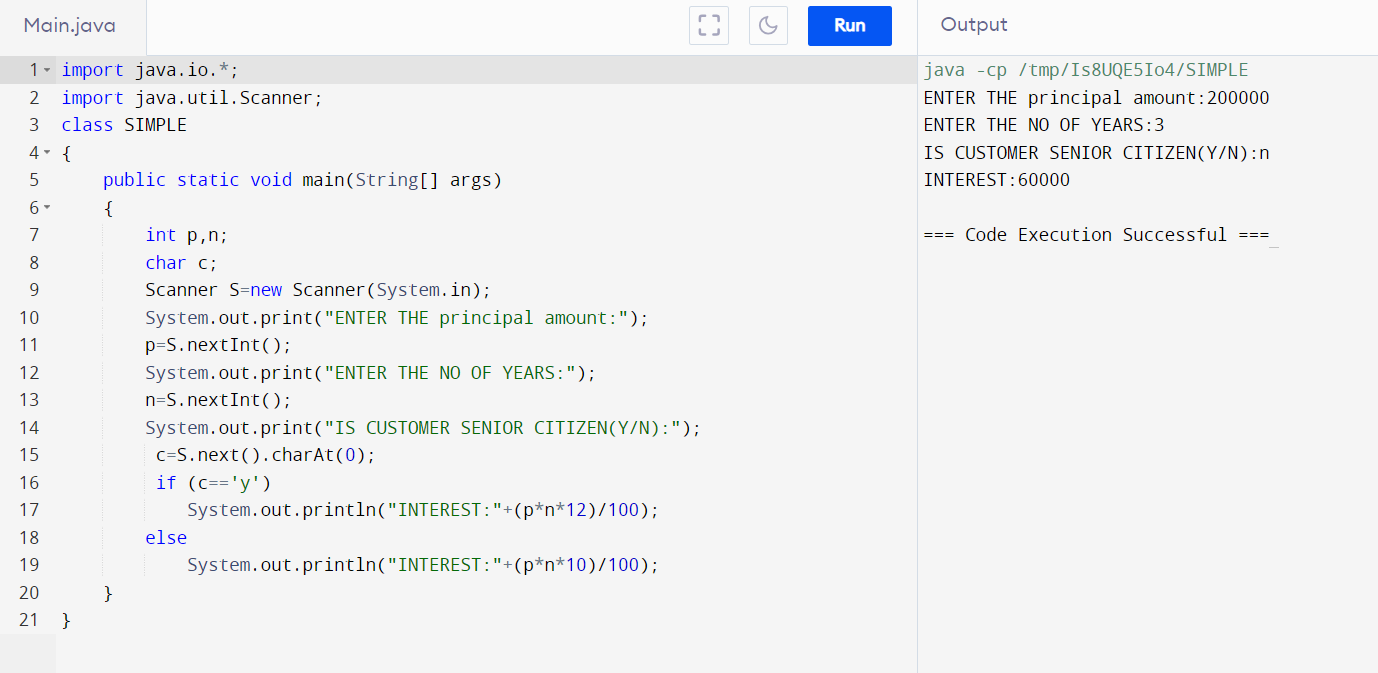 Main.java
Run
Output
1 import java.io.*;
2 import java.util.Scanner;
3 class SIMPLE
4 {
5 public static void main(String[] args)
6 {
7 int p,n;
8 char c;
9 Scanner S=new Scanner(System.in);
10 System.out.print("ENTER THE principal amount:");
11 p=S.nextInt();
12 System.out.print("ENTER THE NO OF YEARS:");
13 n=S.nextInt();
14 System.out.print("IS CUSTOMER SENIOR CITIZEN(Y/N):");
15 c=S.next().charAt(0);
16 if (c=='y')
17 System.out.println("INTEREST:"+(p*n*12)/100);
18 else
19 System.out.println("INTEREST:"+(p*n*10)/100);
20 }
21 }
java -cp /tmp/Is8UQE5Io4/SIMPLE
ENTER THE principal amount:200000
ENTER THE NO OF YEARS:3
IS CUSTOMER SENIOR CITIZEN(Y/N):n
INTEREST:60000
=== Code Execution Successful ===_